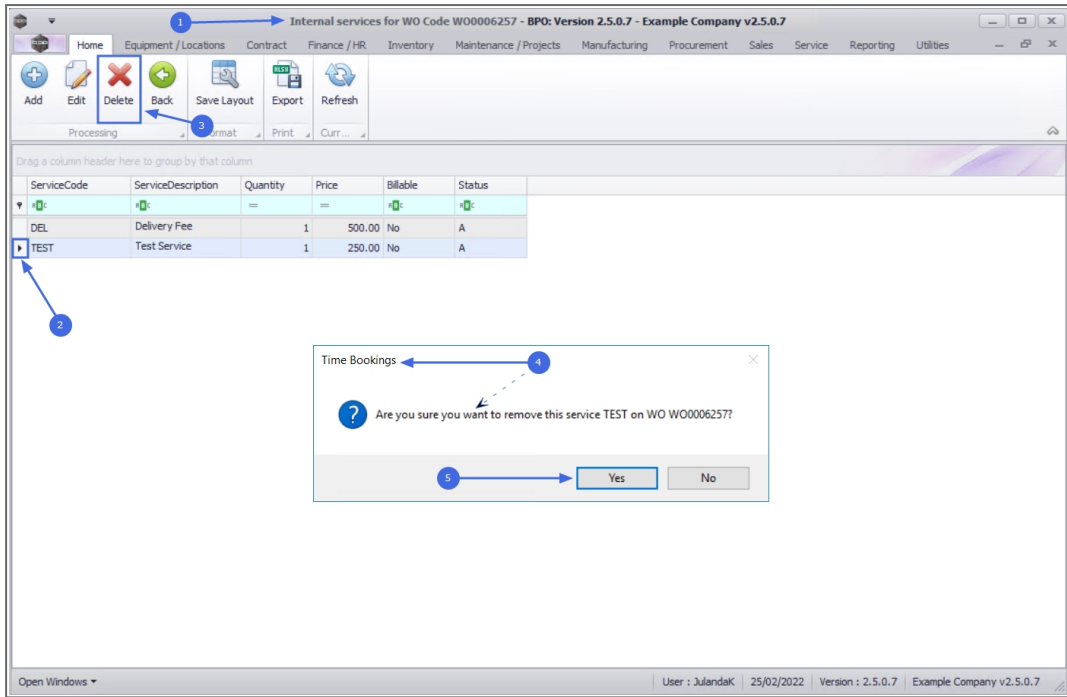 1
Internal services for WO Code WO0006257 - BPO: Version 2.5.0.7 - Example Company v2.5.0.7
Home Equipment / Locations Contract Finance / HR Inventory Maintenance / Projects Manufacturing Procurement Sales Service Reporting Utilities
XLSX
Add Edit Delete Back Save Layout Export Refresh
3
Processing Format Print Curr...
Drag a column header here to group by that column
ServiceCode ServiceDescription Quantity Price Billable Status
= =
DEL Delivery Fee 1 500.00 No A
TEST Test Service 1 250.00 No A
2
Time Bookings 4
? Are you sure you want to remove this service TEST on WO WO0006257?
5 Yes No
Open Windows User : JulandaK 25/02/2022 Version : 2.5.0.7 Example Company v2.5.0.7